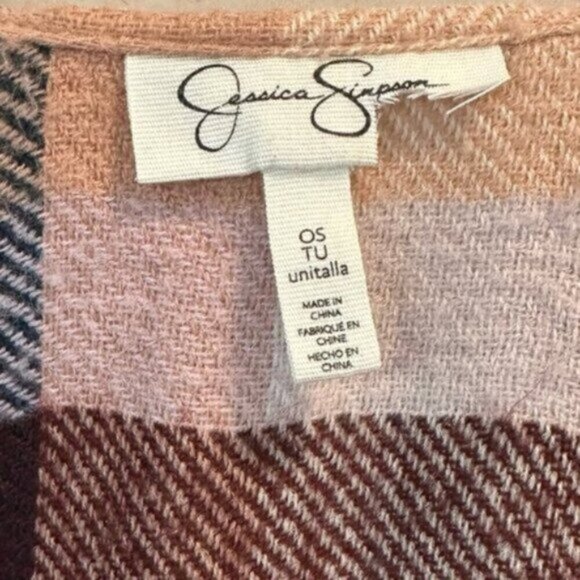 Jessica Simpson
OS
TU
unitalla
MADE IN
CHINA
FABRIQUÉ EN
CHINE
HECHO EN
CHINA